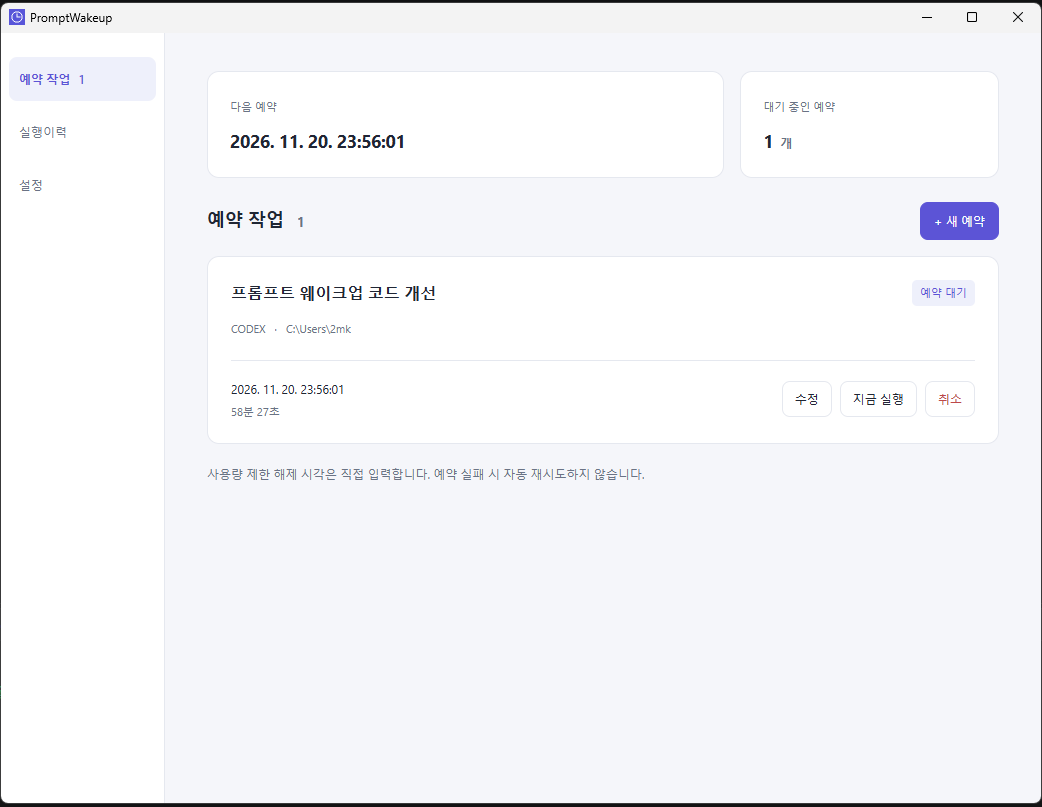 PromptWakeup
예약 작업 1
실행이력
설정
다음 예약
2026. 11. 20. 23:56:01
대기 중인 예약
1 개
예약 작업 1
+ 새 예약
프롬프트 웨이크업 코드 개선
예약 대기
CODEX · C:\Users\2mk
2026. 11. 20. 23:56:01
58분 27초
수정
지금 실행
취소
사용량 제한 해제 시각은 직접 입력합니다. 예약 실패 시 자동 재시도하지 않습니다.